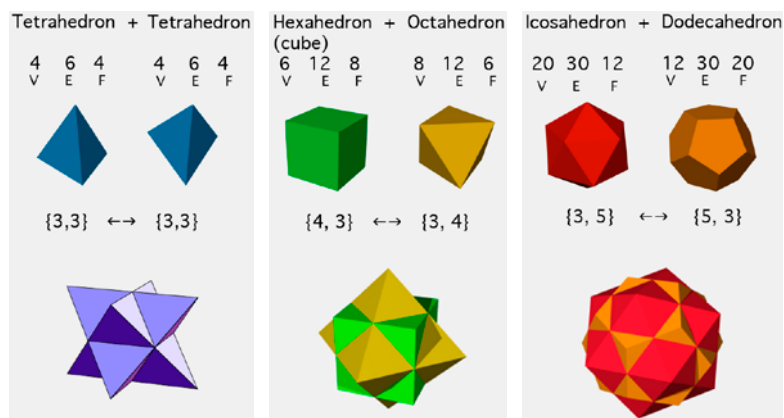 Tetrahedron + Tetrahedron
4 6 4 4 6 4
V E F V E F
{3,3} ←→ {3,3}
Hexahedron + Octahedron
(cube)
6 12 8 8 12 6
V E F V E F
{4, 3} ←→ {3, 4}
Icosahedron + Dodecahedron
20 30 12 12 30 20
V E F V E F
{3, 5} ←→ {5, 3}